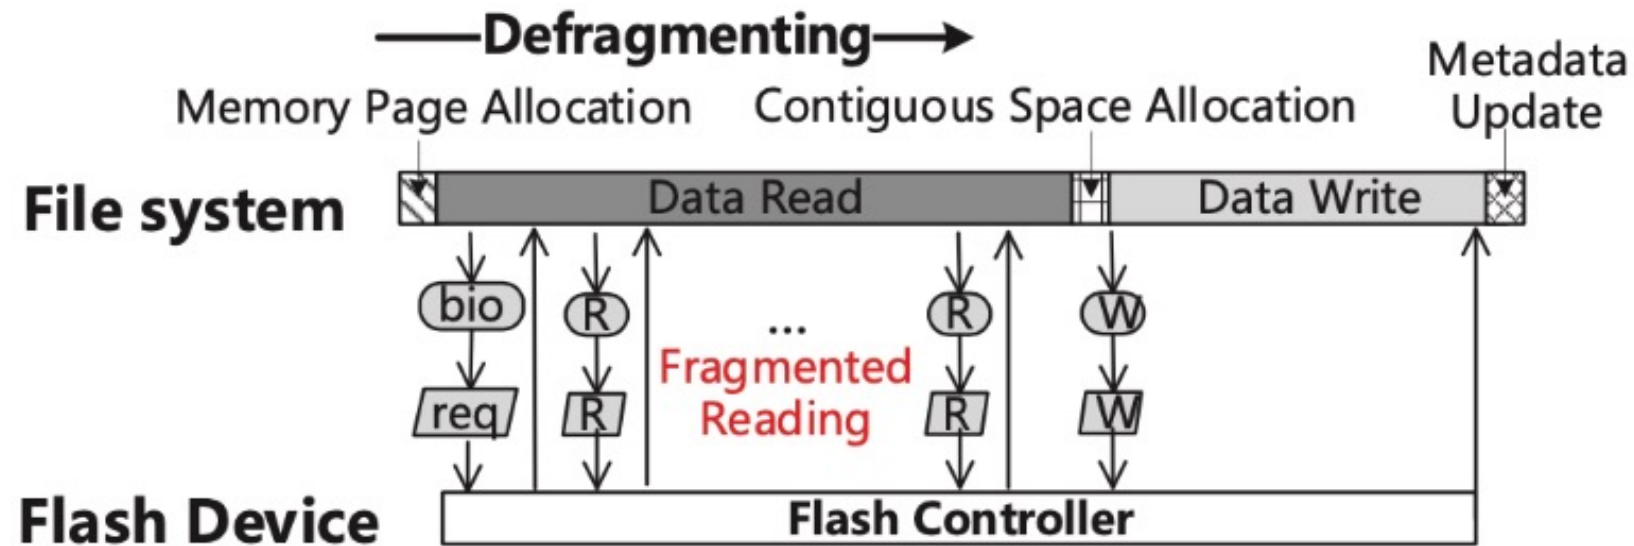 Defragmenting
Metadata
Memory Page Allocation
Contiguous Space Allocation
Update
File system
Data Read
Data Write
bio
R
...
R
W
Fragmented
Reading
req
R
R
W
Flash Device
Flash Controller